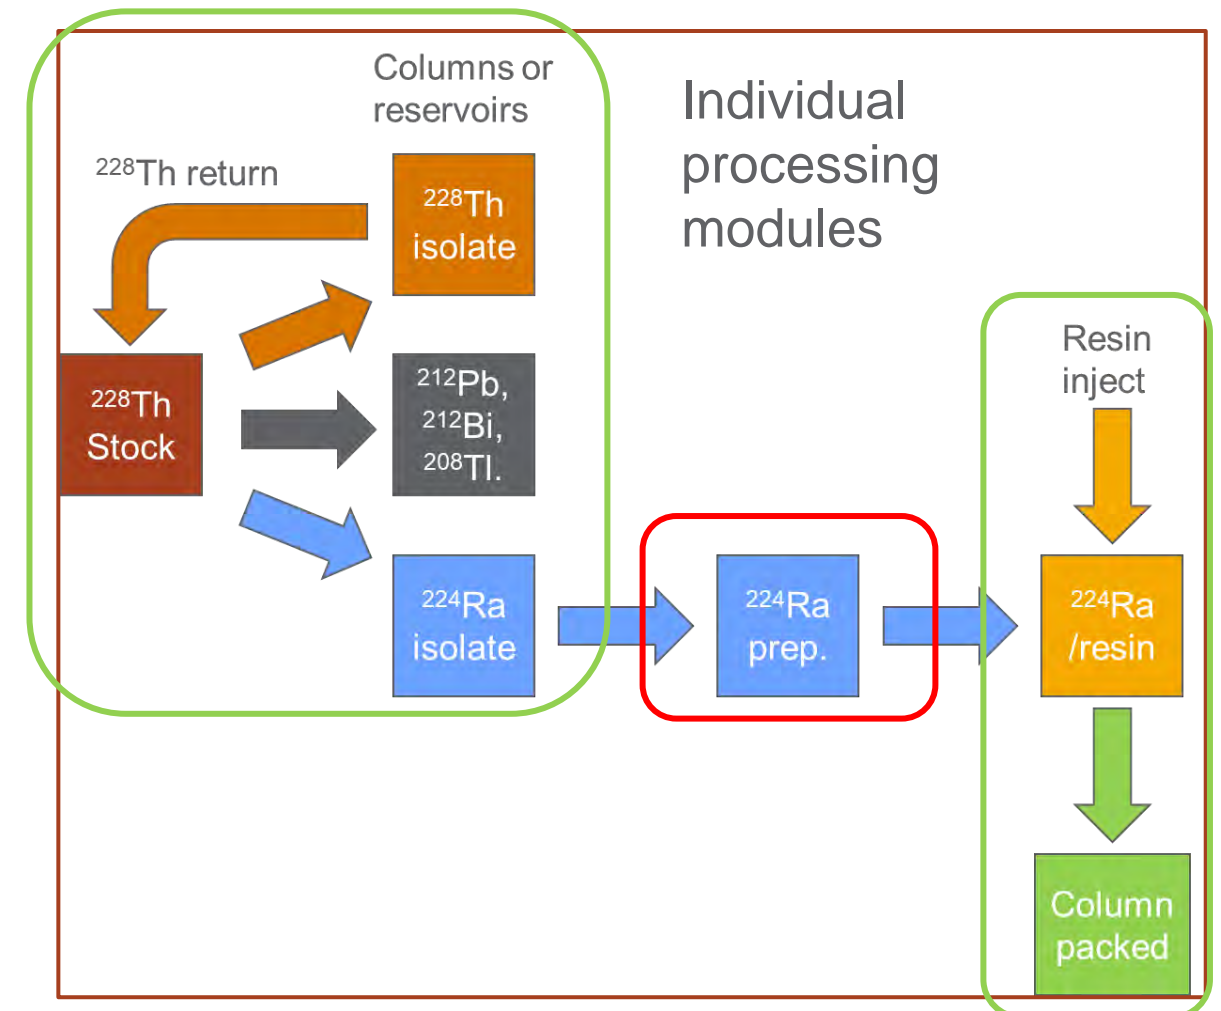 Columns or
reservoirs
Individual
processing
modules
²²⁸Th return
²²⁸Th
isolate
²²⁸Th
Stock
²¹²Pb,
²¹²Bi,
²⁰⁸Tl.
²²⁴Ra
isolate
²²⁴Ra
prep.
Resin
inject
²²⁴Ra
/resin
Column
packed